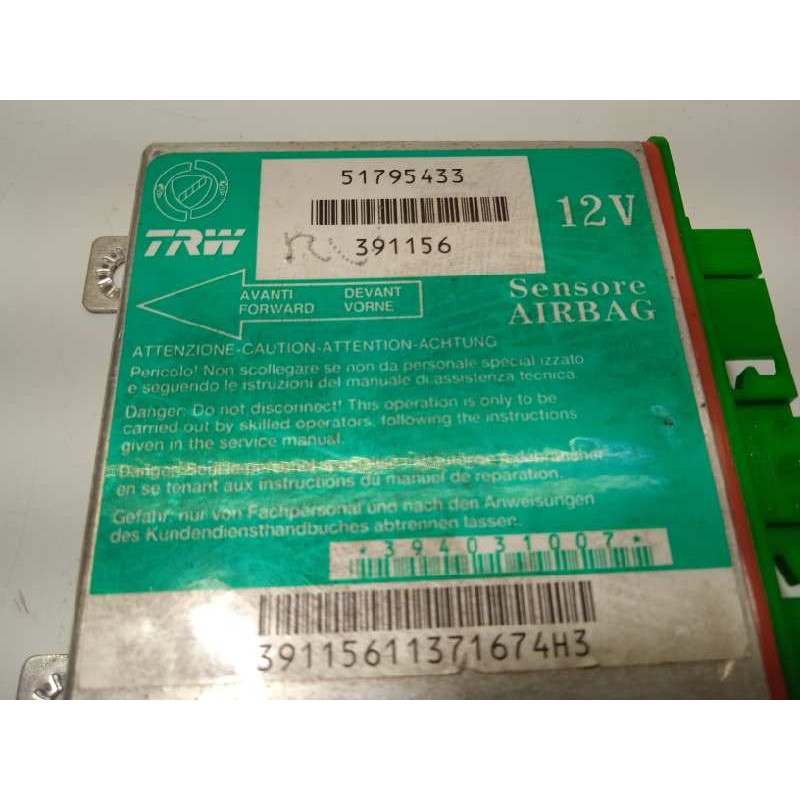 51795433
391156
12V
TRW
AVANTI DEVANT
FORWARD VORNE
Sensore
AIRBAG
ATTENZIONE-CAUTION-ATTENTION-ACHTUNG
Pericolo! Non scollegare se non da personale specializzato
e seguendo le istruzioni del manuale di assistenza tecnica
Danger: Do not disconnect! This operation is only to be
carried out by skilled operators, following the instructions
given in the service manual.
Danger: Seul le personnel
en se tenant aux instructions du manuel de reparation.
Gefahr: nur von Fachpersonal und nach den Anweisungen
des Kundendiensthandbuches abtrennen lassen.
*394031007*
39115611371674H3